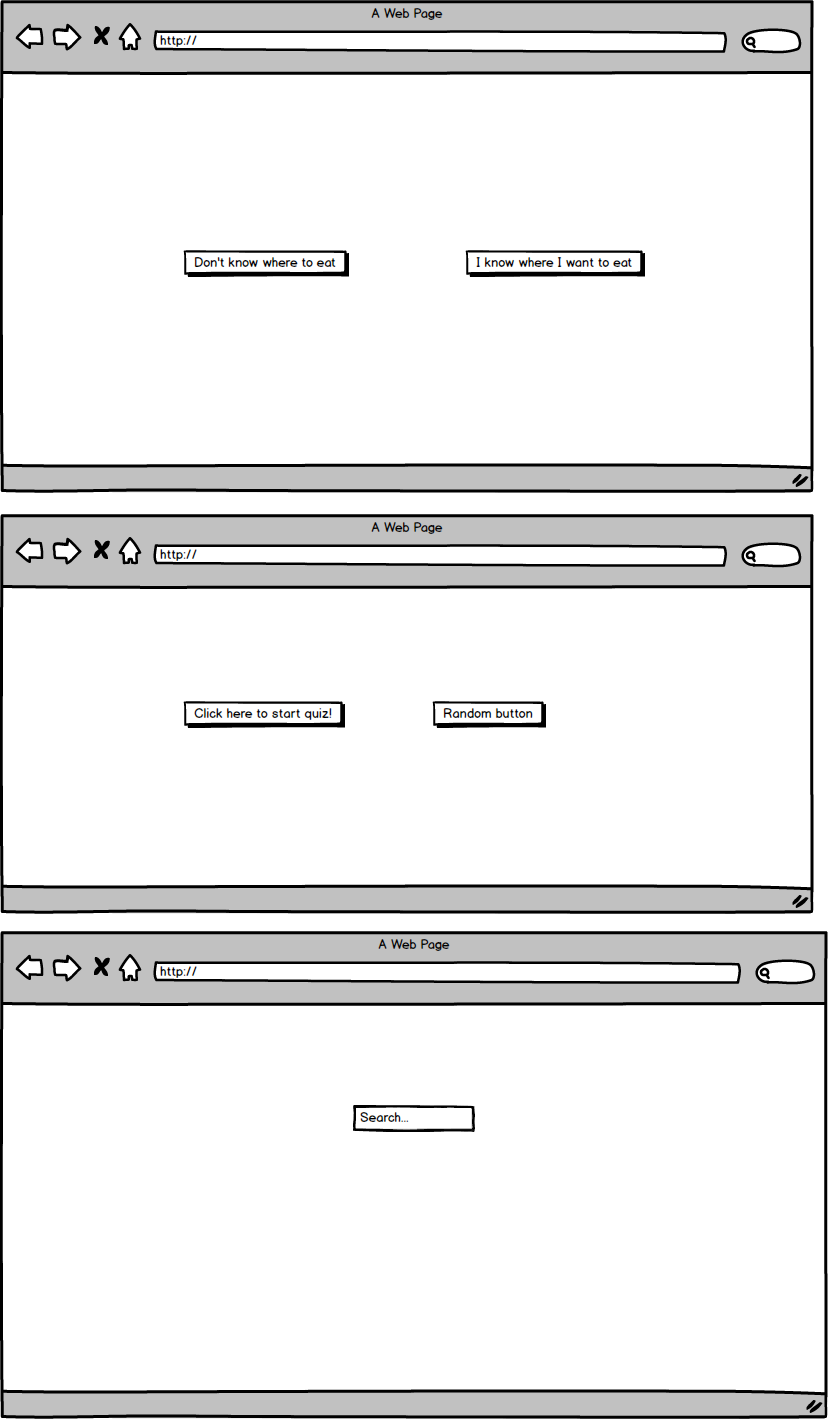 A Web Page
http://
Don't know where to eat
I know where I want to eat
A Web Page
http://
Click here to start quiz!
Random button
A Web Page
http://
Search...